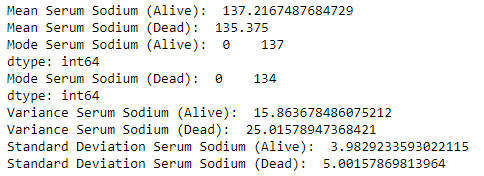 Mean Serum Sodium (Alive):  137.2167487684729
Mean Serum Sodium (Dead):  135.375
Mode Serum Sodium (Alive):  0    137
dtype: int64
Mode Serum Sodium (Dead):  0    134
dtype: int64
Variance Serum Sodium (Alive):  15.863678486075212
Variance Serum Sodium (Dead):  25.01578947368421
Standard Deviation Serum Sodium (Alive):  3.9829233593022115
Standard Deviation Serum Sodium (Dead):  5.00157869813964